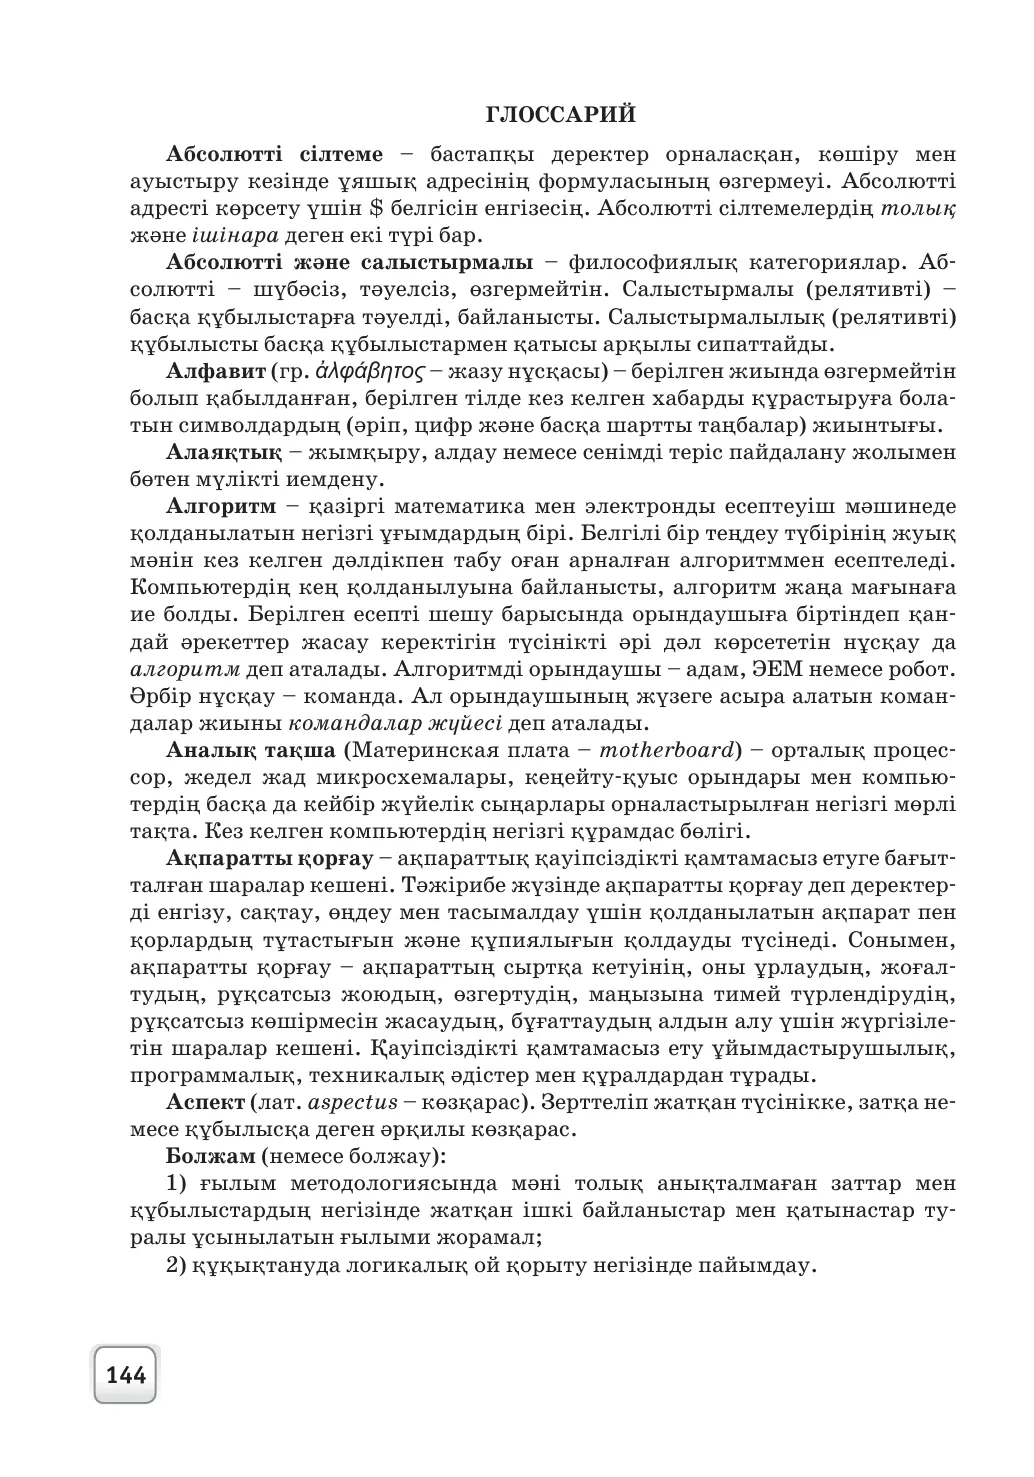 ГЛОССАРИЙ
Абсолютті сілтеме – бастапқы деректер орналасқан, көшіру мен
ауыстыру кезінде ұяшық адресінің формуласының өзгермеуі. Абсолютті
адресті көрсету үшін $ белгісін енгізесің. Абсолютті сілтемелердің толық
және ішінара деген екі түрі бар.
Абсолютті және салыстырмалы – философиялық категориялар. Аб-
солютті – шүбәсіз, тәуелсіз, өзгермейтін. Салыстырмалы (релятивті) –
басқа құбылыстарға тәуелді, байланысты. Салыстырмалылық (релятивті)
құбылысты басқа құбылыстармен қатысы арқылы сипаттайды.
Алфавит (гр. ἀλφάβητος – жазу нұсқасы) – берілген жиында өзгермейтін
болып қабылданған, берілген тілде кез келген хабарды құрастыруға бола-
тын символдардың (әріп, цифр және басқа шартты таңбалар) жиынтығы.
Алаяқтық – жымқыру, алдау немесе сенімді теріс пайдалану жолымен
бөтен мүлікті иемдену.
Алгоритм – қазіргі математика мен электронды есептеуіш мәшинеде
қолданылатын негізгі ұғымдардың бірі. Белгілі бір теңдеу түбірінің жуық
мәнін кез келген дәлдікпен табу оған арналған алгоритммен есептеледі.
Компьютердің кең қолданылуына байланысты, алгоритм жаңа мағынаға
ие болды. Берілген есепті шешу барысында орындаушыға біртіндеп қан-
дай әрекеттер жасау керектігін түсінікті әрі дәл көрсететін нұсқау да
алгоритм деп аталады. Алгоритмді орындаушы – адам, ЭЕМ немесе робот.
Әрбір нұсқау – команда. Ал орындаушының жүзеге асыра алатын коман-
далар жиыны командалар жүйесі деп аталады.
Аналық тақша (Материнская плата – motherboard) – орталық процес-
сор, жедел жад микросхемалары, кеңейту-қуыс орындары мен компью-
тердің басқа да кейбір жүйелік сыңарлары орналастырылған негізгі мөрлі
тақта. Кез келген компьютердің негізгі құрамдас бөлігі.
Ақпаратты қорғау – ақпараттық қауіпсіздікті қамтамасыз етуге бағыт-
талған шаралар кешені. Тәжірибе жүзінде ақпаратты қорғау деп деректер-
ді енгізу, сақтау, өңдеу мен тасымалдау үшін қолданылатын ақпарат пен
қорлардың тұтастығын және құпиялығын қолдауды түсінеді. Сонымен,
ақпаратты қорғау – ақпараттың сыртқа кетуінің, оны ұрлаудың, жоғал-
тудың, рұқсатсыз жоюдың, өзгертудің, маңызына тимей түрлендірудің,
рұқсатсыз көшірмесін жасаудың, бұғаттаудың алдын алу үшін жүргізіле-
тін шаралар кешені. Қауіпсіздікті қамтамасыз ету ұйымдастырушылық,
программалық, техникалық әдістер мен құралдардан тұрады.
Аспект (лат. aspectus – көзқарас). Зерттеліп жатқан түсінікке, затқа не-
месе құбылысқа деген әрқилы көзқарас.
Болжам (немесе болжау):
1) ғылым методологиясында мәні толық анықталмаған заттар мен
құбылыстардың негізінде жатқан ішкі байланыстар мен қатынастар ту-
ралы ұсынылатын ғылыми жорамал;
2) құқықтануда логикалық ой қорыту негізінде пайымдау.
144